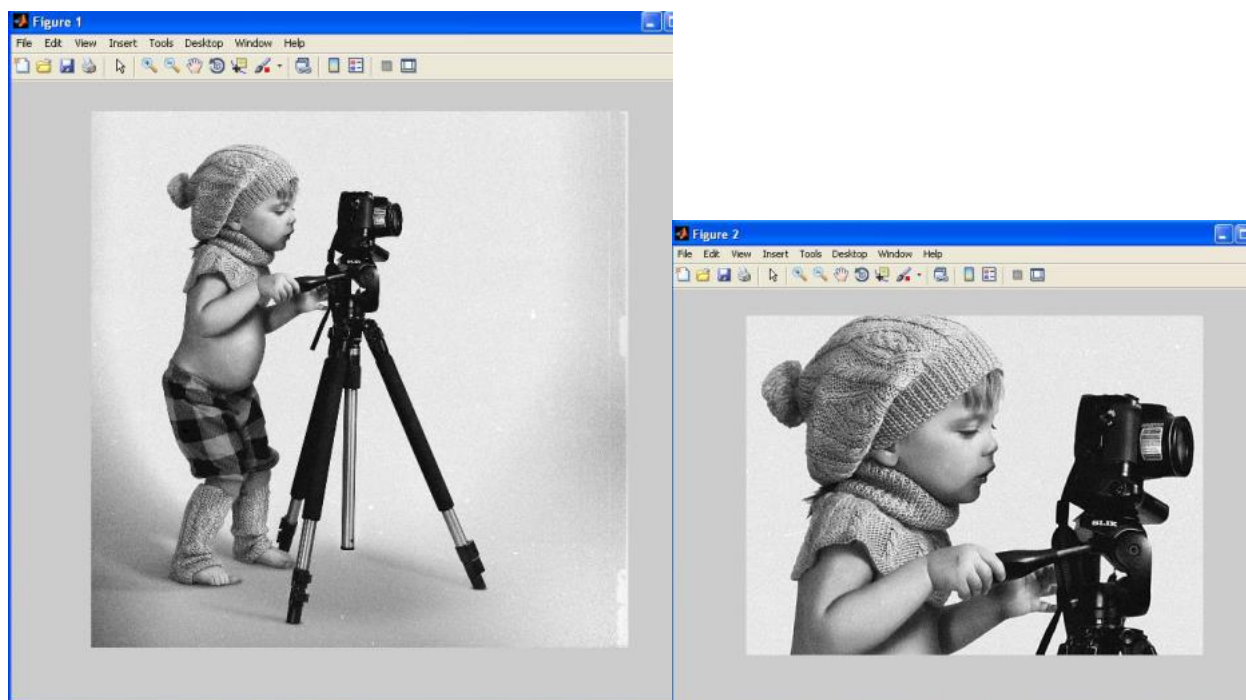 Figure 1
File Edit View Insert Tools Desktop Window Help
Figure 2
File Edit View Insert Tools Desktop Window Help
SLIK